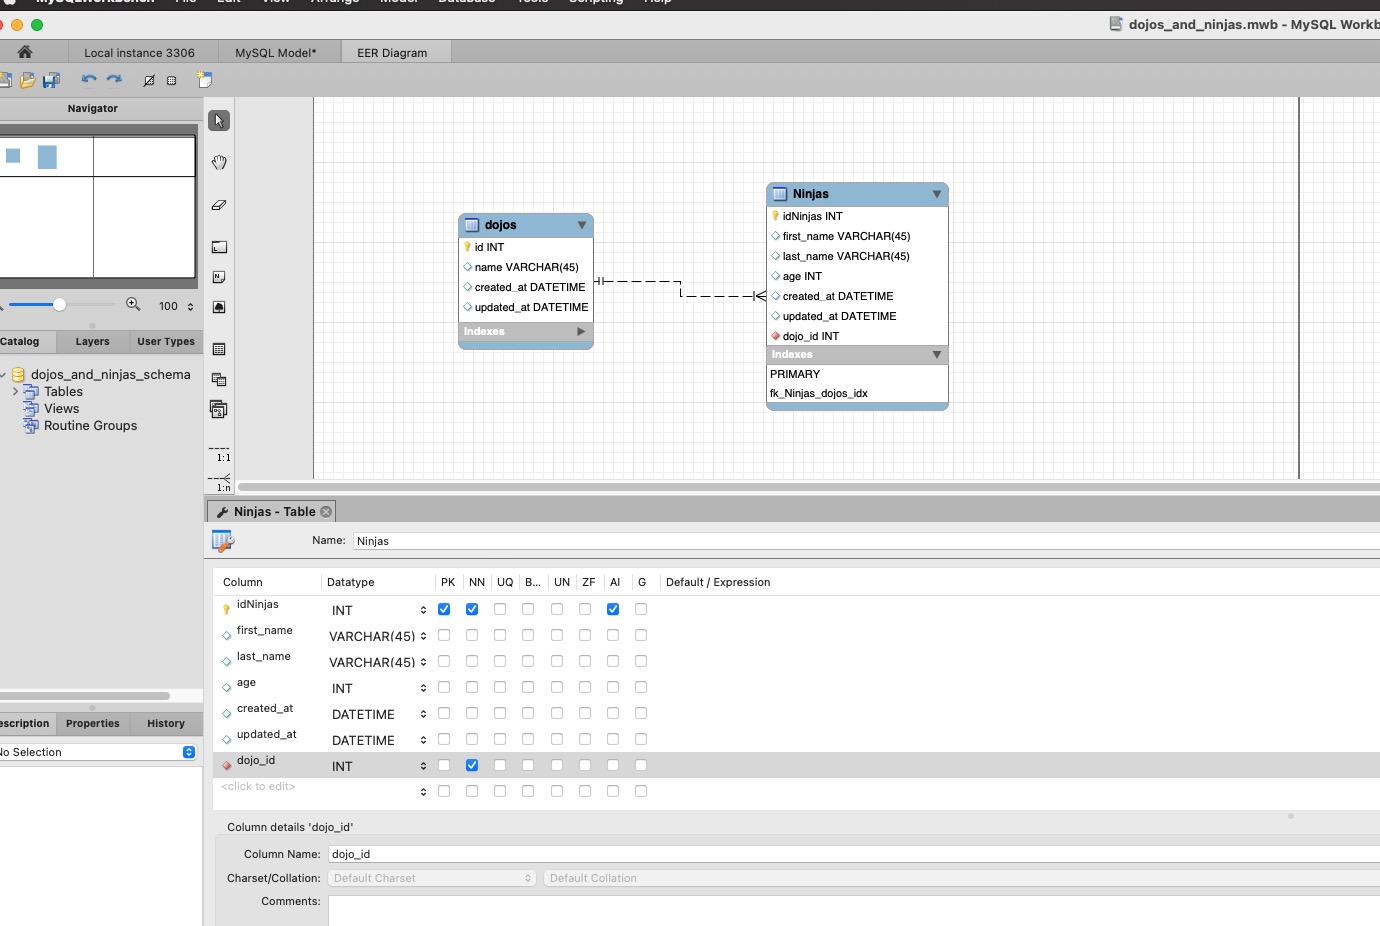 dojos_and_ninjas.mwb - MySQL Workb
Local instance 3306
MySQL Model*
EER Diagram
Navigator
100
Catalog
Layers
User Types
dojos_and_ninjas_schema
Tables
Views
Routine Groups
escription
Properties
History
No Selection
1:1
1:n
dojos
id INT
name VARCHAR(45)
created_at DATETIME
updated_at DATETIME
Indexes
Ninjas
idNinjas INT
first_name VARCHAR(45)
last_name VARCHAR(45)
age INT
created_at DATETIME
updated_at DATETIME
dojo_id INT
Indexes
PRIMARY
fk_Ninjas_dojos_idx
Ninjas - Table
Name: Ninjas
Column Datatype PK NN UQ B... UN ZF AI G Default / Expression
idNinjas INT
first_name VARCHAR(45)
last_name VARCHAR(45)
age INT
created_at DATETIME
updated_at DATETIME
dojo_id INT
<click to edit>
Column details 'dojo_id'
Column Name: dojo_id
Charset/Collation: Default Charset Default Collation
Comments: